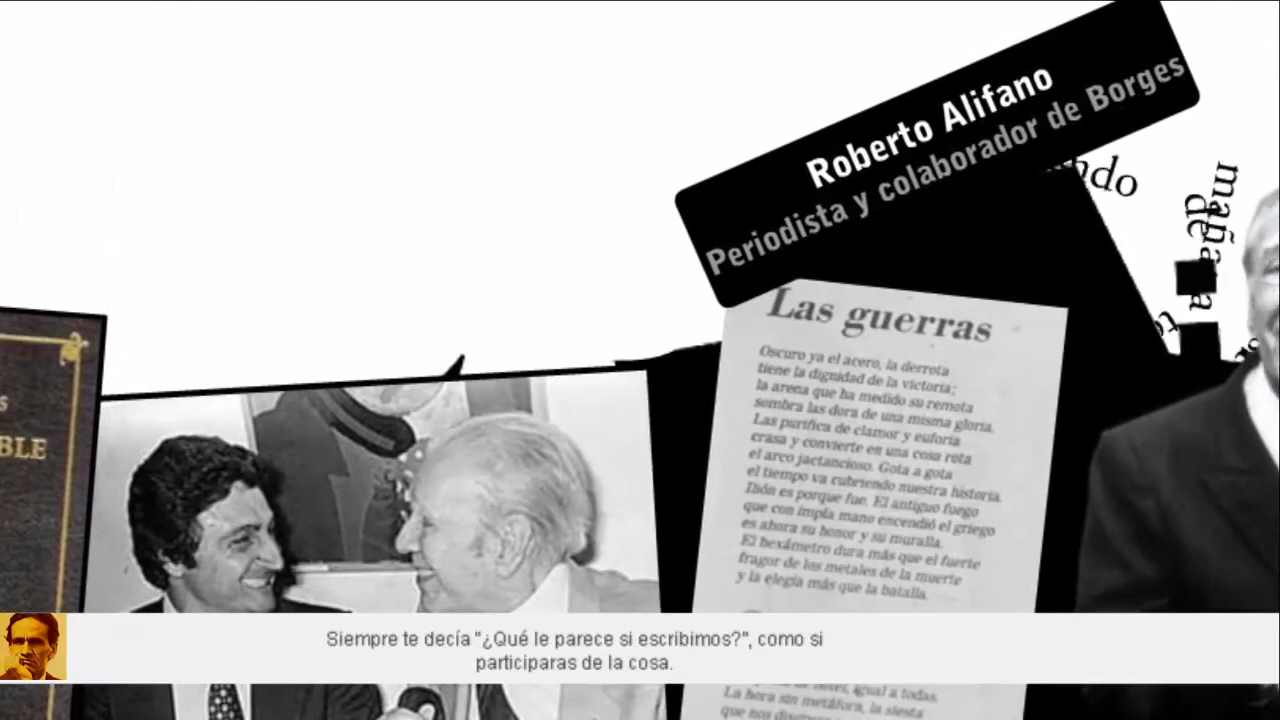 Roberto Alifano
Periodista y colaborador de Borges
ndo
mañana
de
s
BLE
Las guerras
Oscuro ya el acero, la derrota
tiene la dignidad de la victoria;
la arena que ha medido su remota
sombra las dora de una misma gloria.
Las purifica de clamor y euforia
crasa y convierte en una cosa rota
el arco jactancioso. Gota a gota
el tiempo va cubriendo nuestra historia.
Ilión es porque fue. El antiguo fuego
que con impía mano encendió el griego
es ahora su honor y su muralla.
El hexámetro dura más que el fuerte
fragor de los metales de la muerte
y la elegía más que la batalla.
Siempre te decía "¿Qué le parece si escribimos?", como si
participaras de la cosa.
igual a todas.
La hora sin metáfora, la siesta
que nos